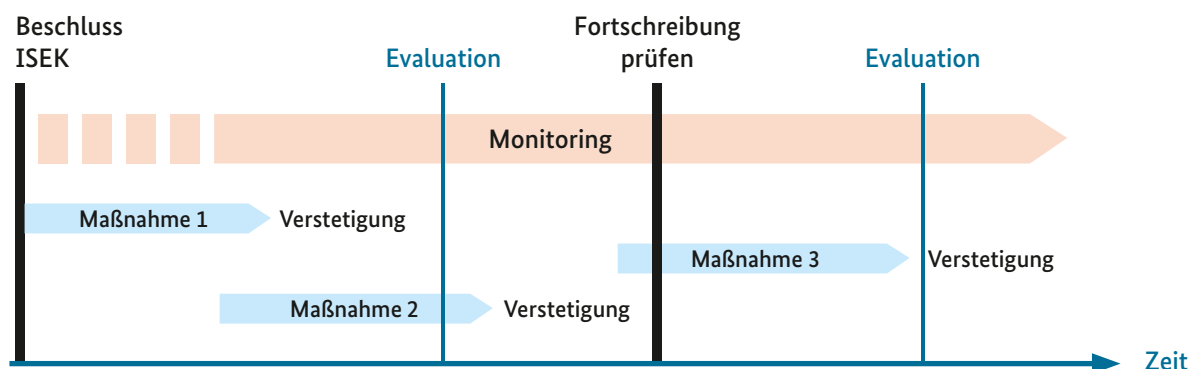 Beschluss
ISEK
Evaluation
Fortschreibung
prüfen
Evaluation
Monitoring
Maßnahme 1
Verstetigung
Maßnahme 3
Verstetigung
Maßnahme 2
Verstetigung
Zeit